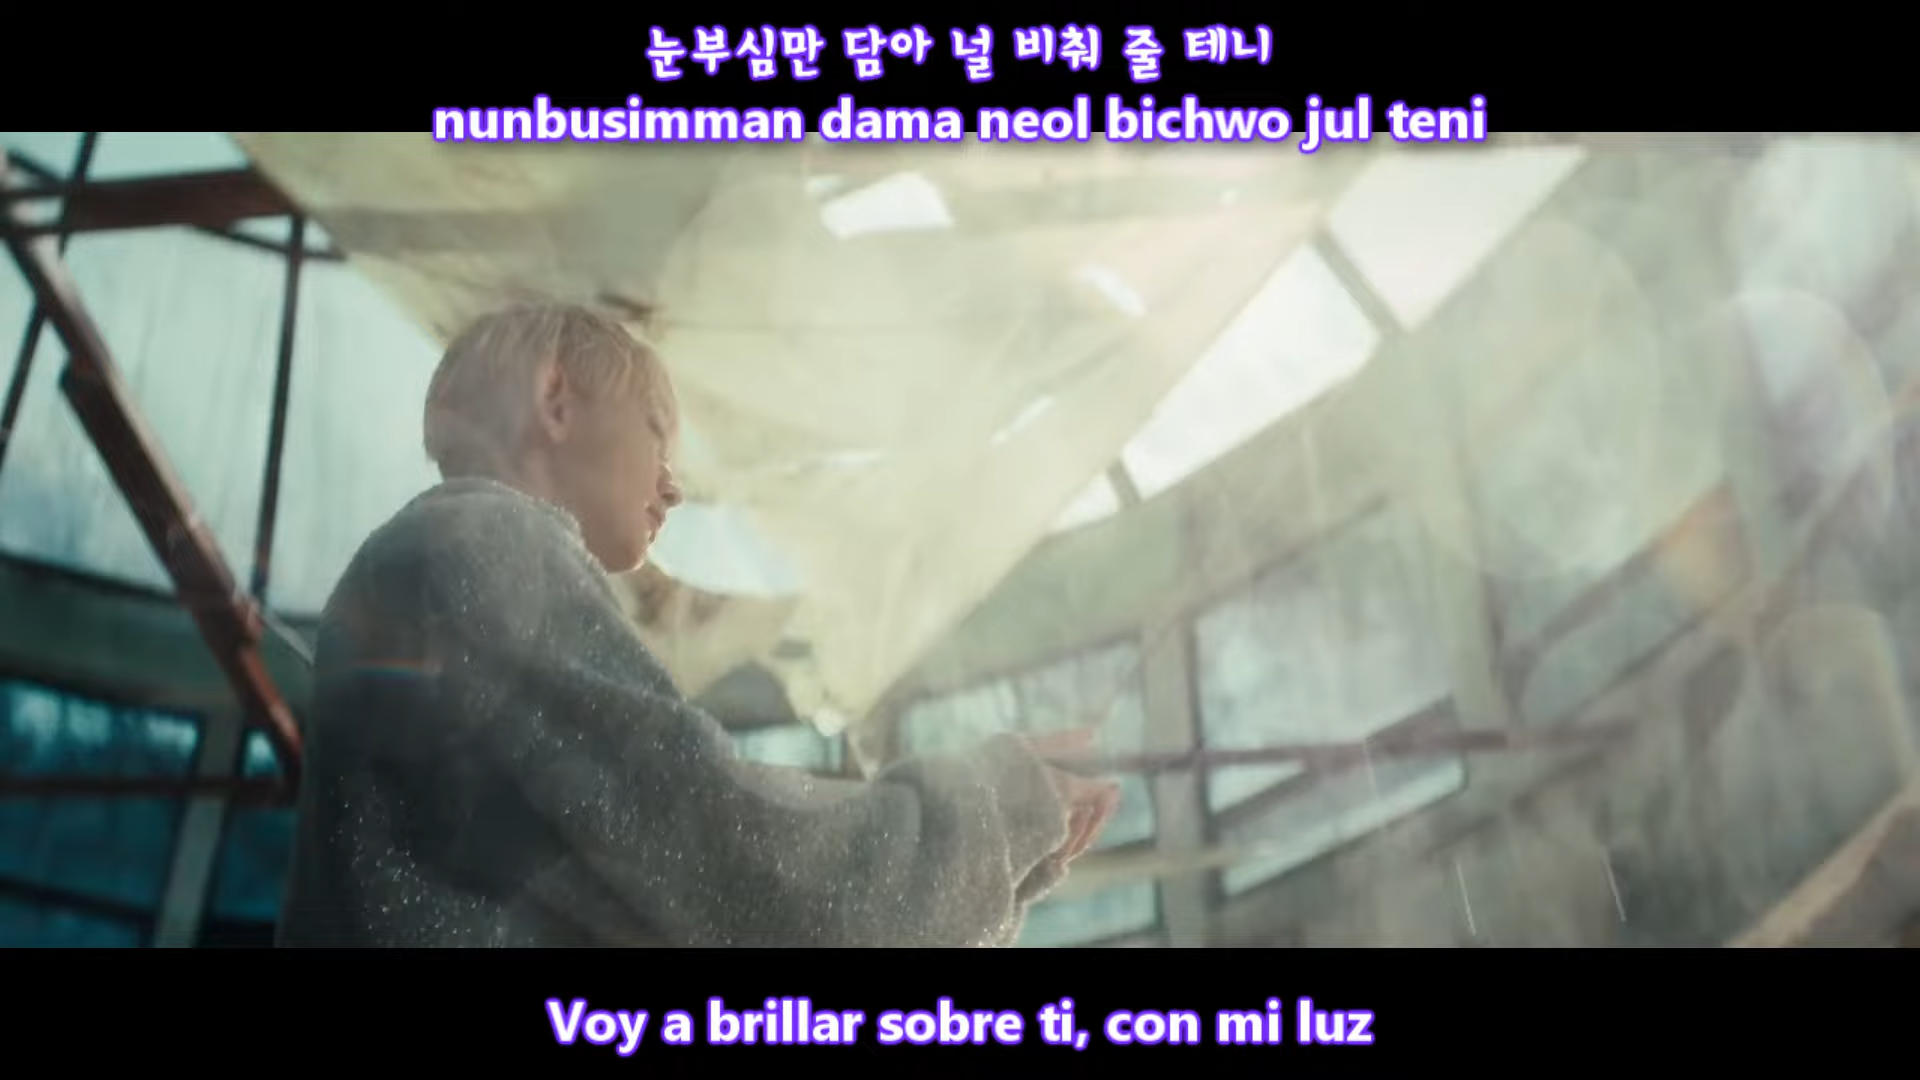 눈부심만 담아 널 비춰 줄 테니
nunbusimman dama neol bichwo jul teni
Voy a brillar sobre ti, con mi luz